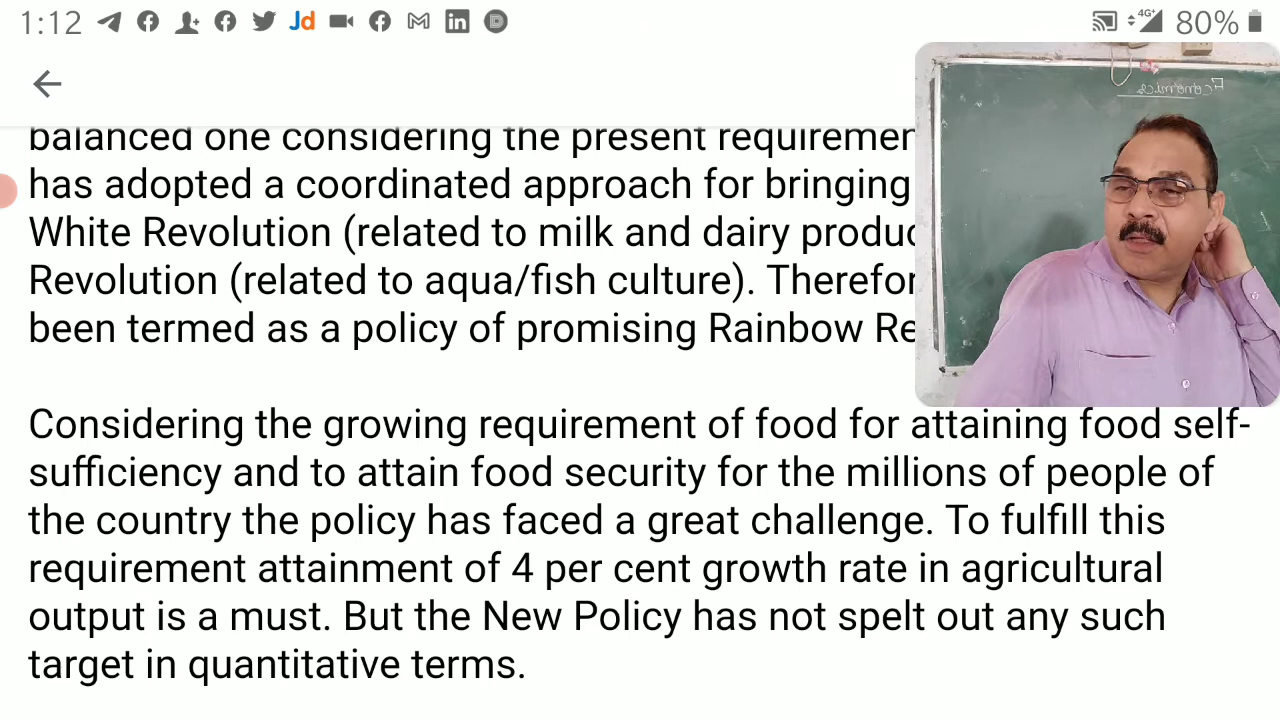 1:12
80%
4G+
Economics
balanced one considering the present
has adopted a coordinated approach for bringing
White Revolution (related to milk and dairy
Revolution (related to aqua/fish culture).
been termed as a policy of promising Rainbow
Considering the growing requirement of food for attaining food self-
sufficiency and to attain food security for the millions of people of
the country the policy has faced a great challenge. To fulfill this
requirement attainment of 4 per cent growth rate in agricultural
output is a must. But the New Policy has not spelt out any such
target in quantitative terms.